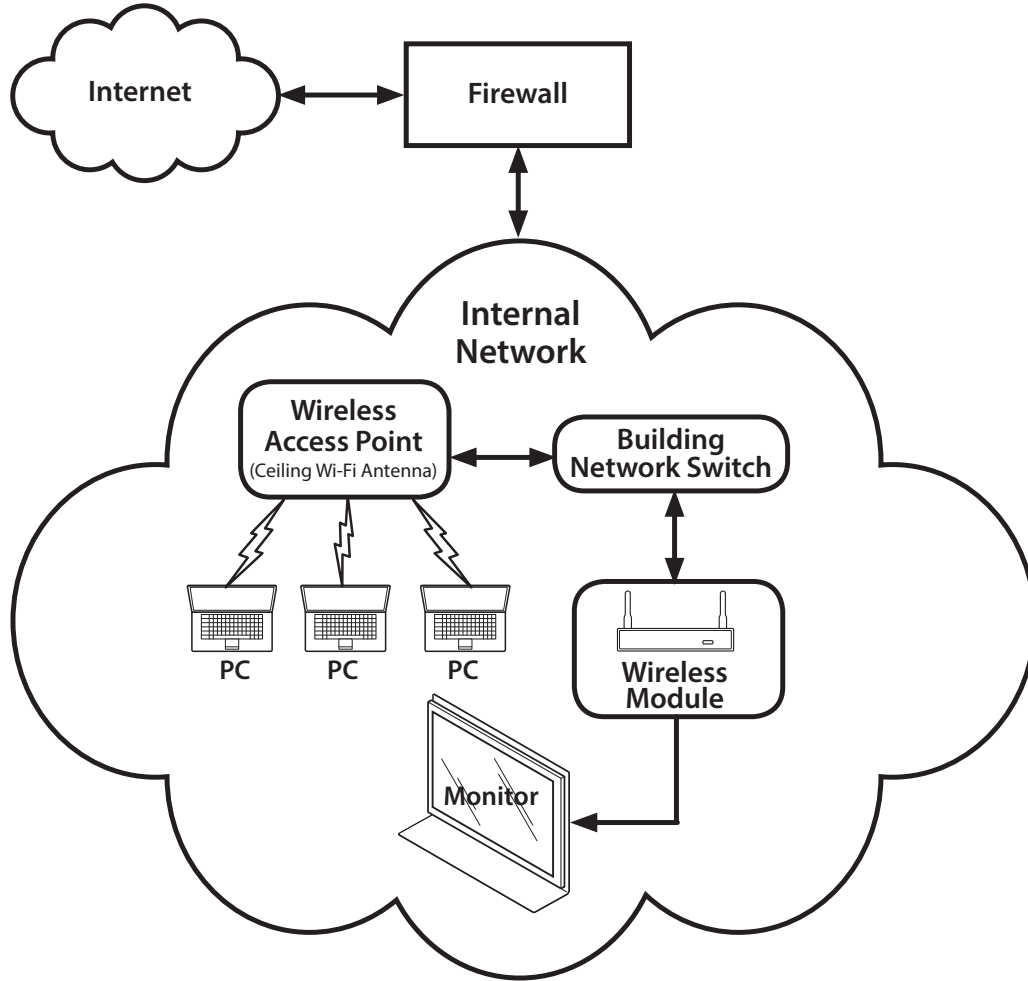 Internet
Firewall
Internal
Network
Wireless
Access Point
(Ceiling Wi-Fi Antenna)
Building
Network Switch
PC
PC
PC
Wireless
Module
Monitor